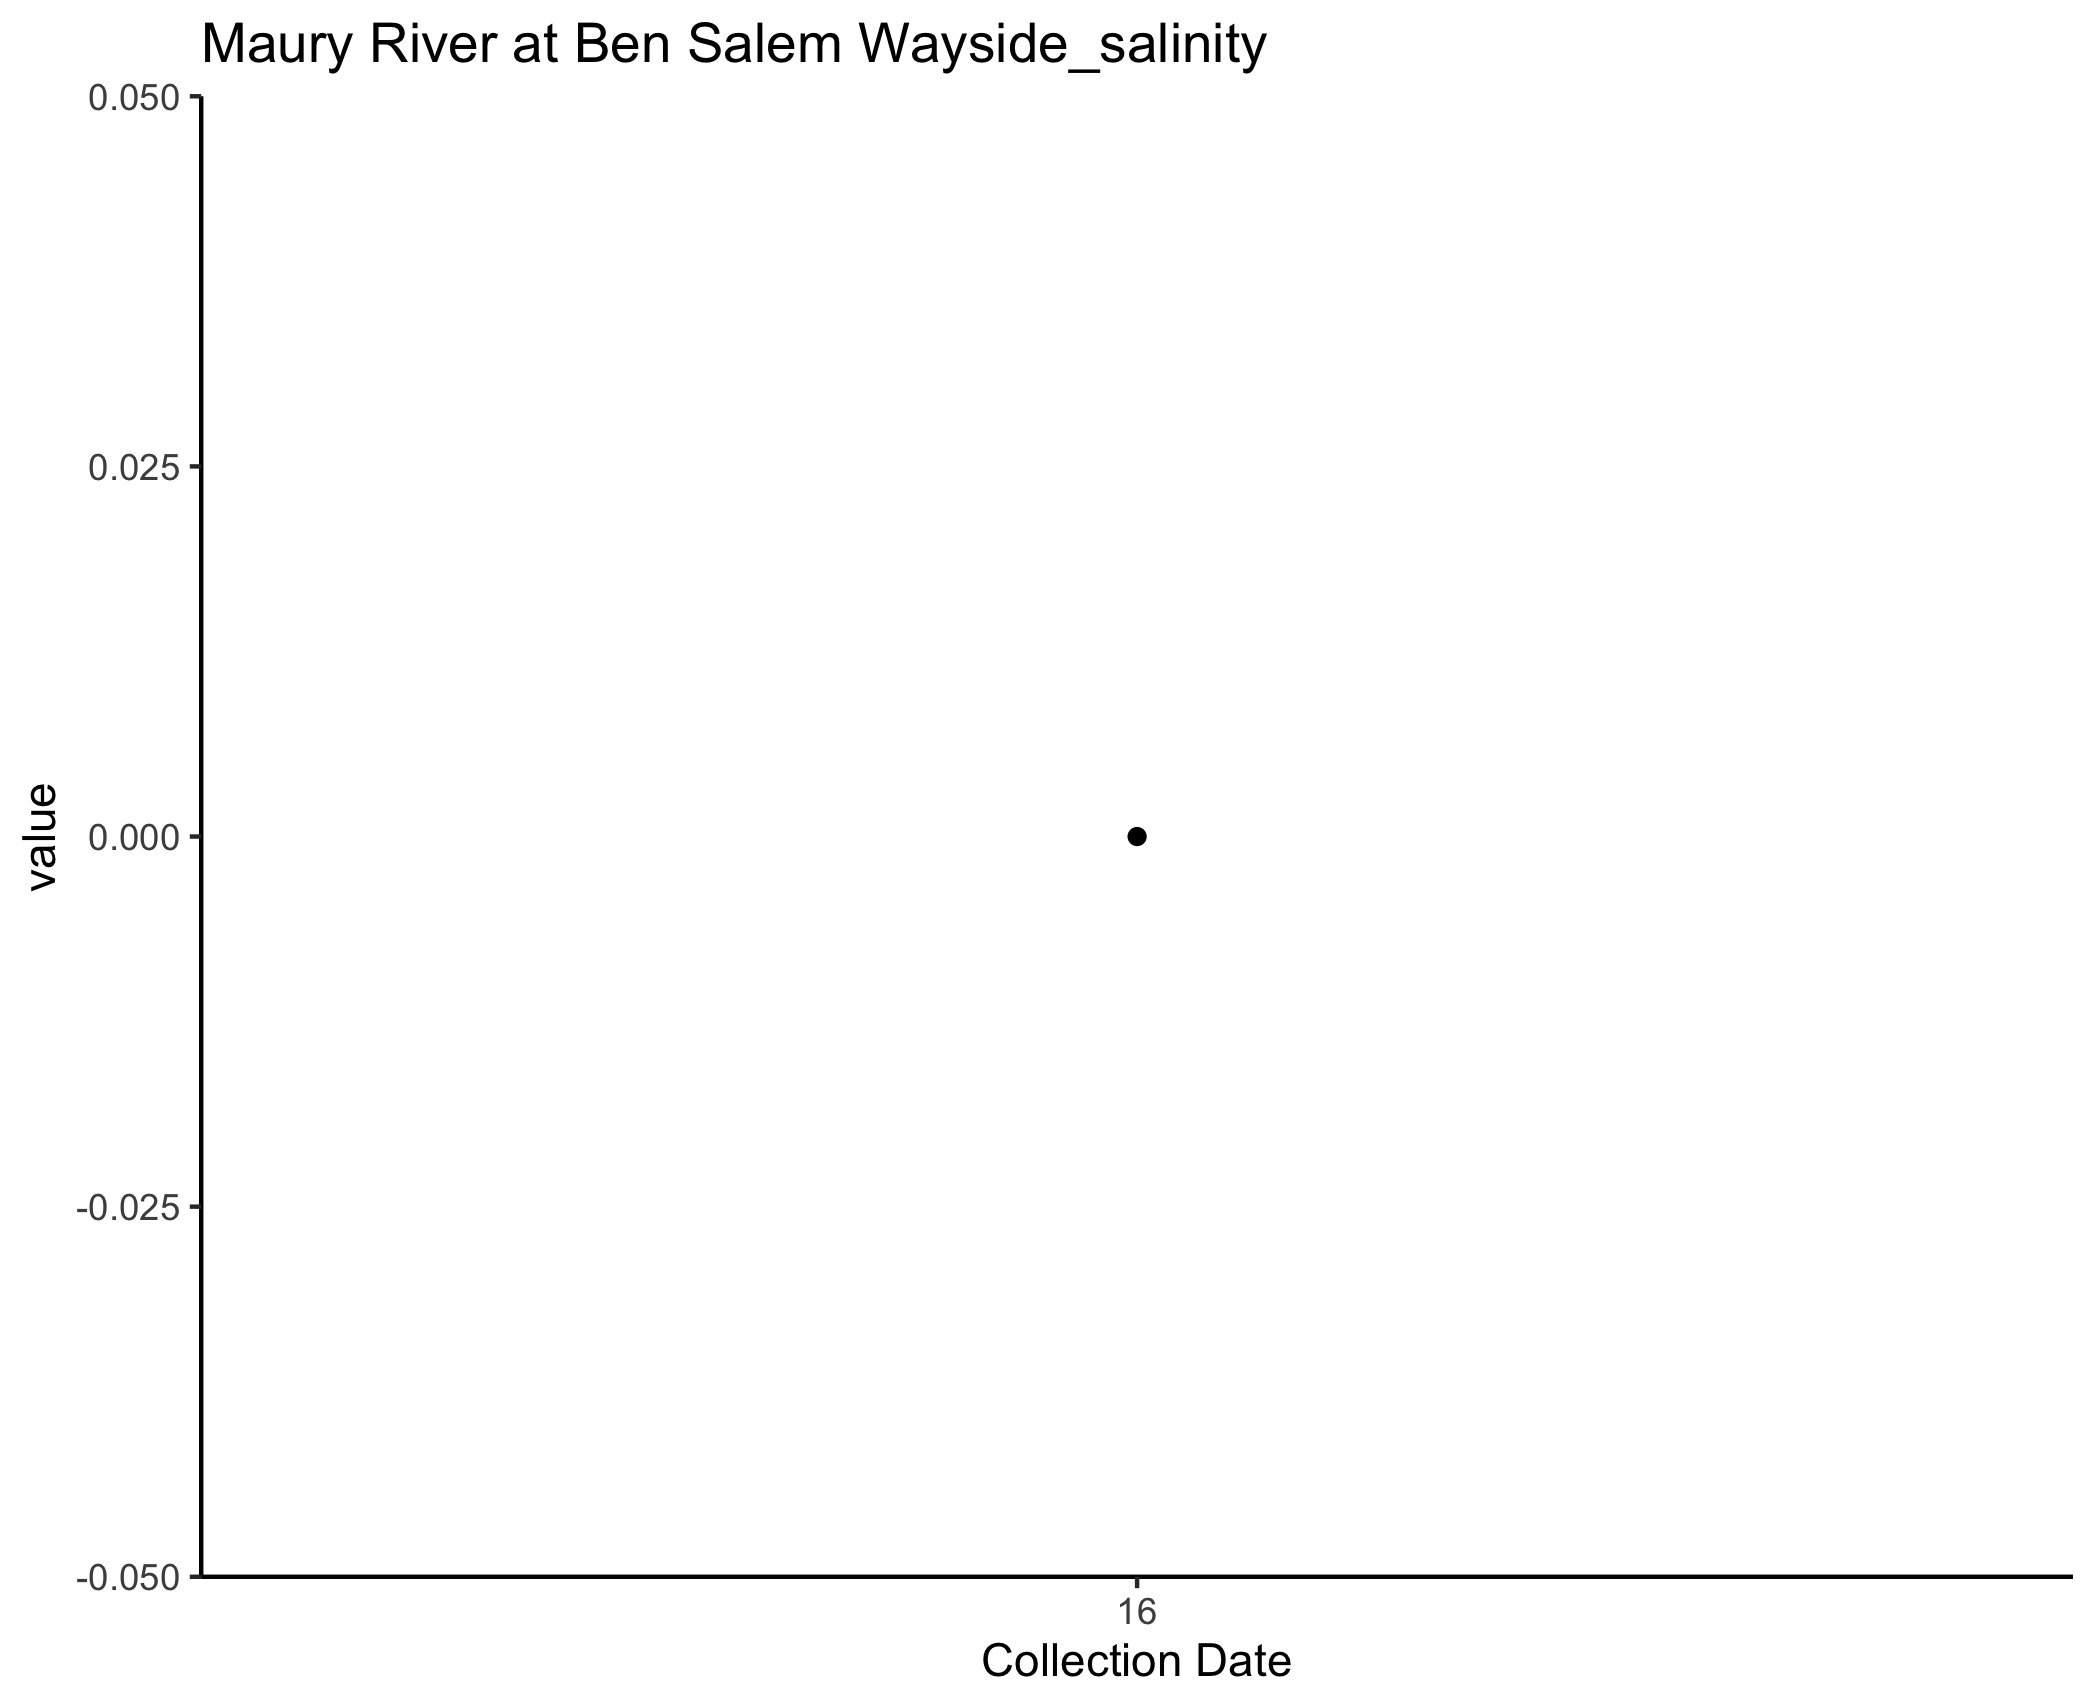 Maury River at Ben Salem Wayside_salinity
0.050
0.025
0.000
-0.025
-0.050
value
16
Collection Date